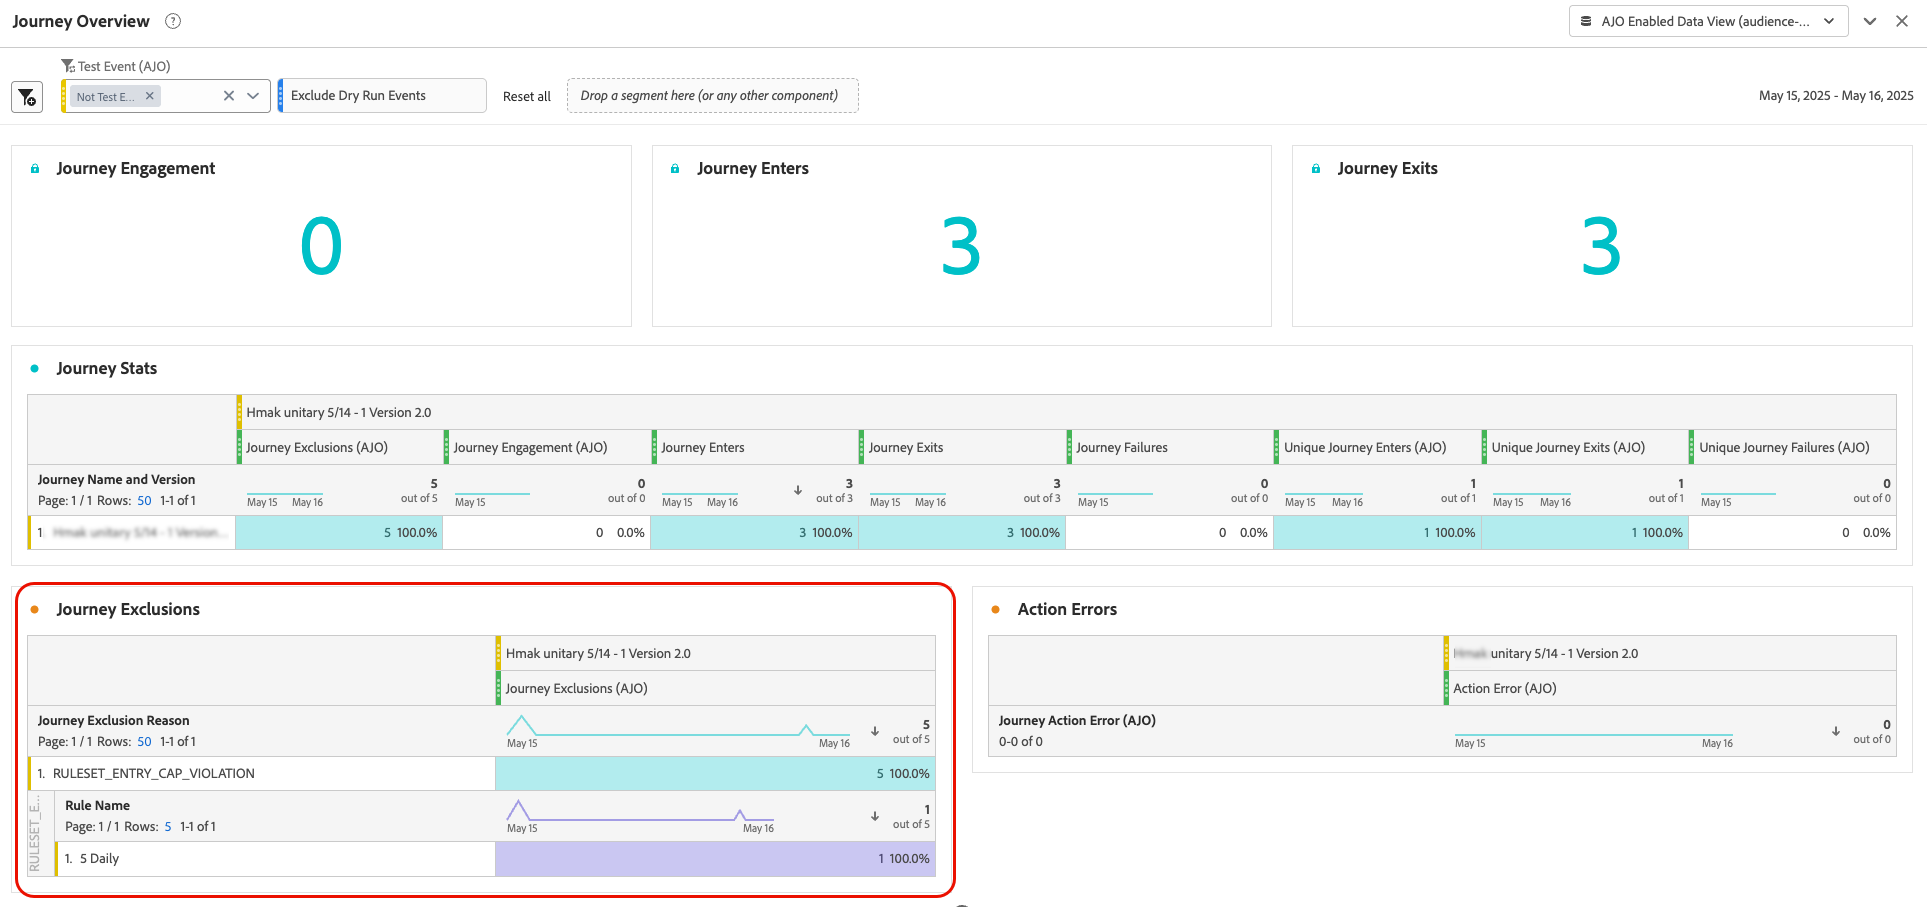 Journey Overview ?
AJO Enabled Data View (audience-...
Test Event (AJO)
Not Test E...
Exclude Dry Run Events
Reset all
Drop a segment here (or any other component)
May 15, 2025 - May 16, 2025
Journey Engagement
0
Journey Enters
3
Journey Exits
3
Journey Stats
Hmak unitary 5/14 - 1 Version 2.0
Journey Exclusions (AJO) Journey Engagement (AJO) Journey Enters Journey Exits Journey Failures Unique Journey Enters (AJO) Unique Journey Exits (AJO) Unique Journey Failures (AJO)
Journey Name and Version
Page: 1 / 1 Rows: 50 1-1 of 1
May 15 May 16 5 out of 5
May 15 0 out of 0
May 15 May 16 3 out of 3
May 15 May 16 3 out of 3
May 15 0 out of 0
May 15 May 16 1 out of 1
May 15 May 16 1 out of 1
May 15 0 out of 0
1. Hmak unitary 5/14 - 1 Version... 5 100.0% 0 0.0% 3 100.0% 3 100.0% 0 0.0% 1 100.0% 1 100.0% 0 0.0%
Journey Exclusions
Hmak unitary 5/14 - 1 Version 2.0
Journey Exclusions (AJO)
Journey Exclusion Reason
Page: 1 / 1 Rows: 50 1-1 of 1
May 15 May 16
5
out of 5
1. RULESET_ENTRY_CAP_VIOLATION 5 100.0%
RULESET_E...
Rule Name
Page: 1 / 1 Rows: 5 1-1 of 1
May 15 May 16
1
out of 5
1. 5 Daily 1 100.0%
Action Errors
Hmak unitary 5/14 - 1 Version 2.0
Action Error (AJO)
Journey Action Error (AJO)
0-0 of 0
May 15 May 16
0
out of 0